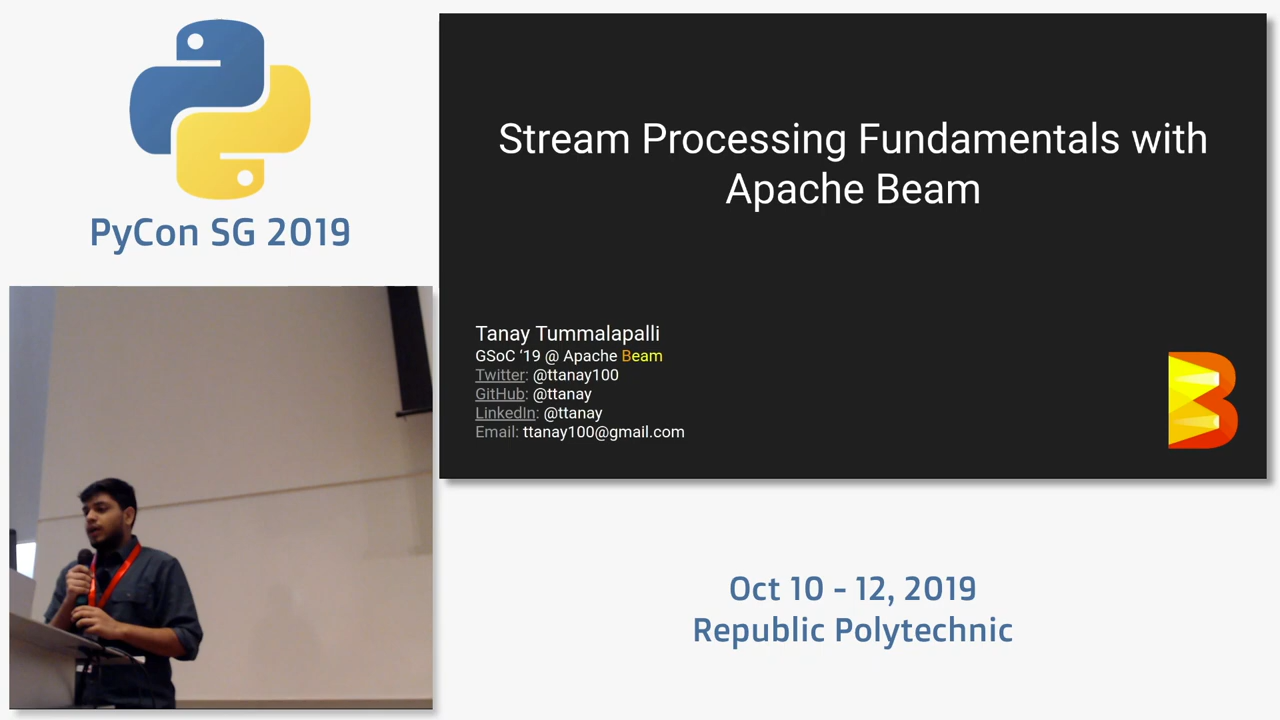 PyCon SG 2019
Stream Processing Fundamentals with
Apache Beam
Tanay Tummalapalli
GSoC ‘19 @ Apache Beam
Twitter: @ttanay100
GitHub: @ttanay
LinkedIn: @ttanay
Email: ttanay100@gmail.com
Oct 10 - 12, 2019
Republic Polytechnic